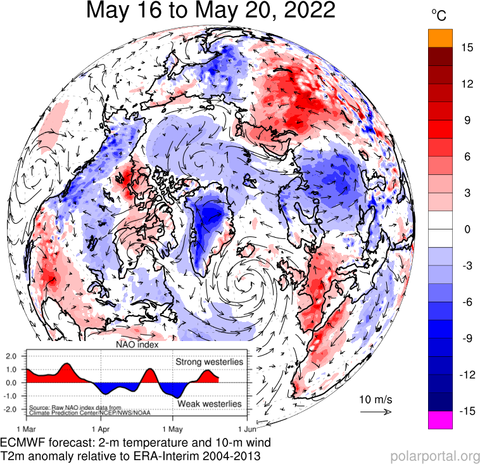 May 16 to May 20, 2022
°C
15
12
9
6
3
1
0
-1
-3
-6
-9
-12
-15
10 m/s
NAO index
2.0
1.0
0.0
-1.0
-2.0
Strong westerlies
Weak westerlies
Source: Raw NAO index data from
Climate Prediction Center/NCEP/NWS/NOAA
1 Mar
1 Apr
1 May
1 Jun
ECMWF forecast: 2-m temperature and 10-m wind
T2m anomaly relative to ERA-Interim 2004-2013
polarportal.org